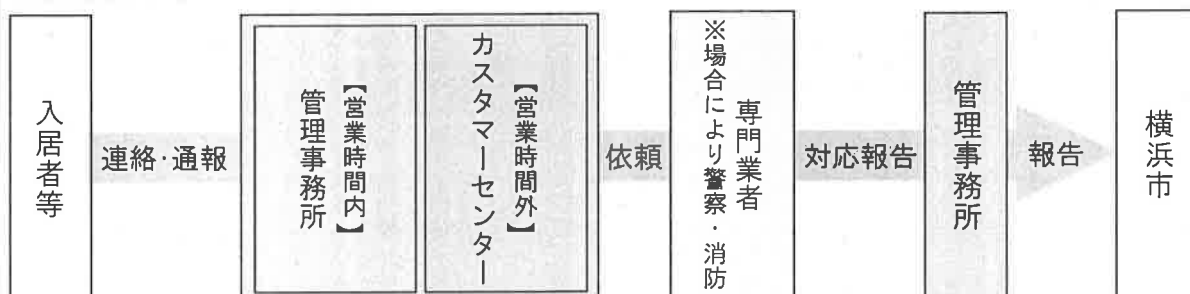 入居者等
連絡・通報
【営業時間内】
管理事務所
【営業時間外】
カスタマーセンター
依頼
専門業者
※場合により警察・消防
対応報告
管理事務所
報告
横浜市